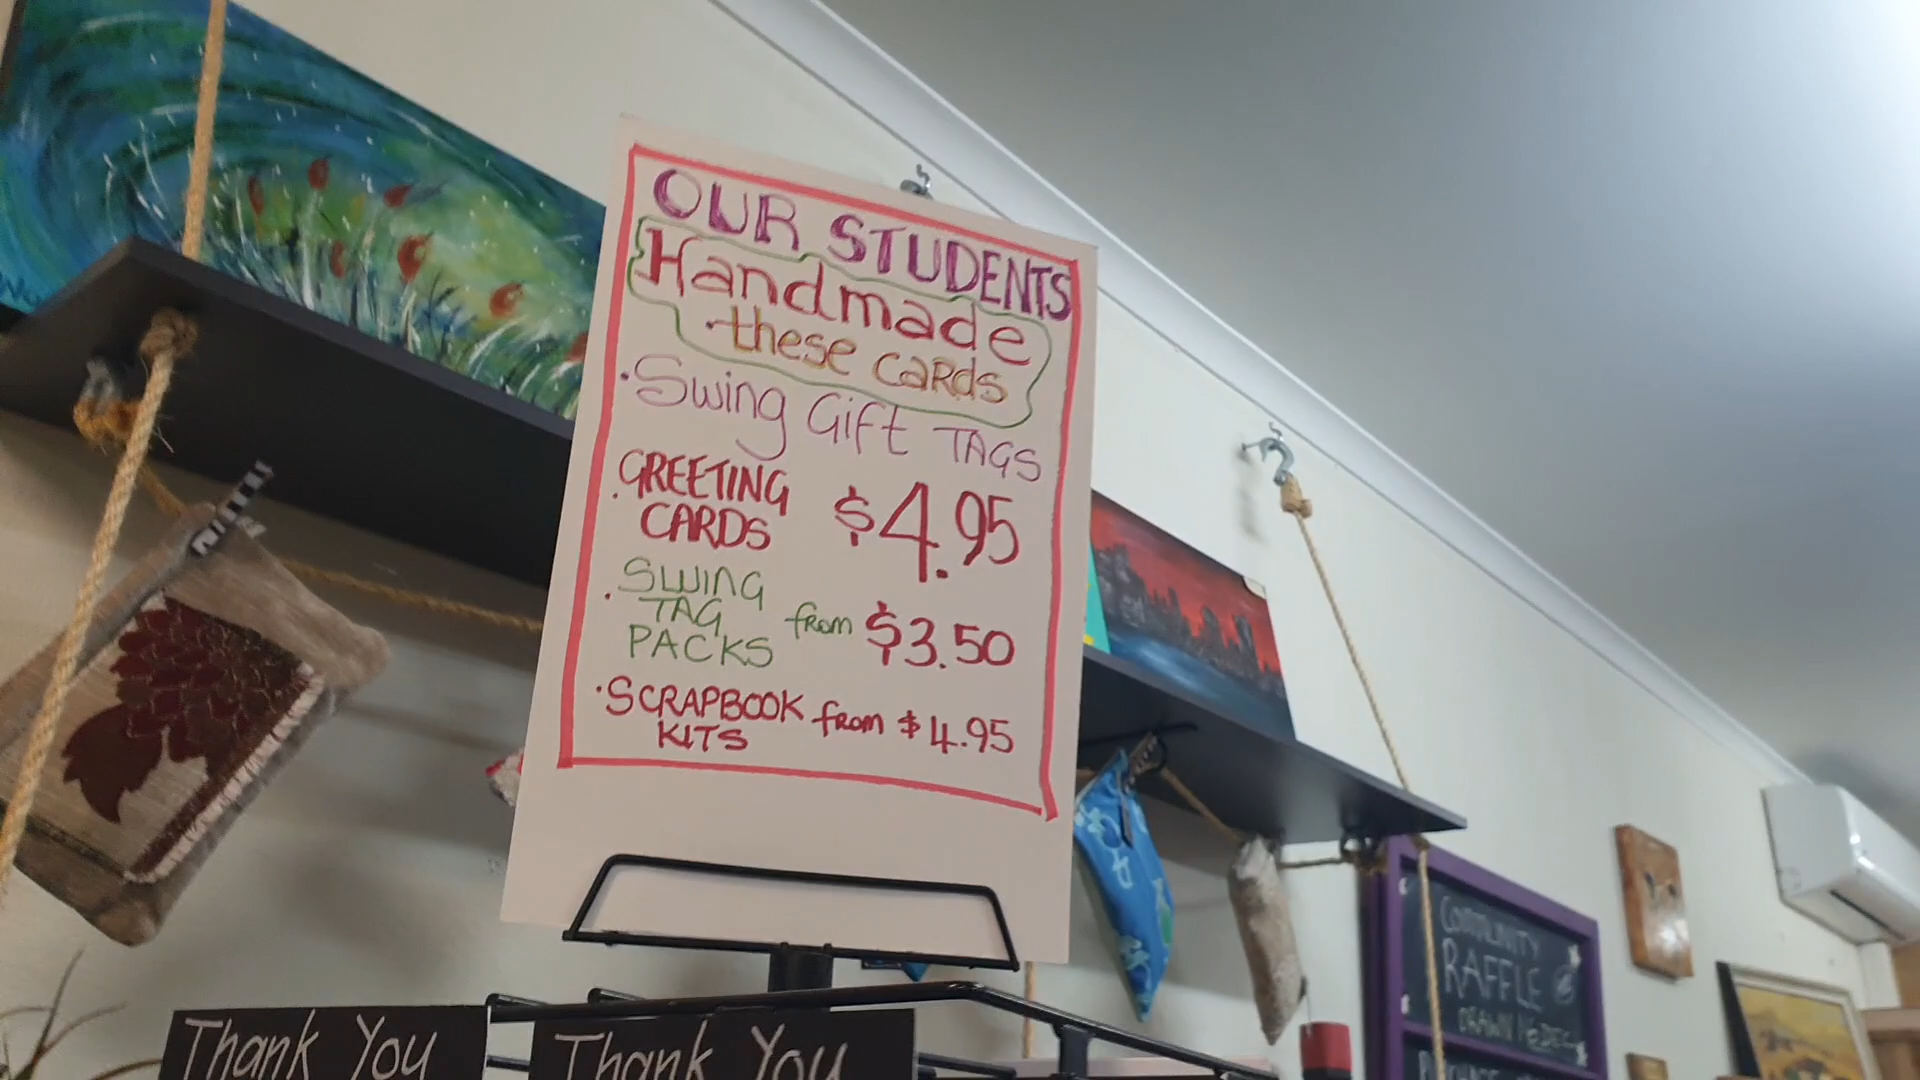 OUR STUDENTS
Handmade
·these cards
·Swing Gift TAGS
·GREETING
CARDS $4.95
·SWING
TAG
PACKS from $3.50
·SCRAPBOOK
KITS from $4.95
Thank You
Thank You
COMMUNITY
RAFFLE
DRAWN